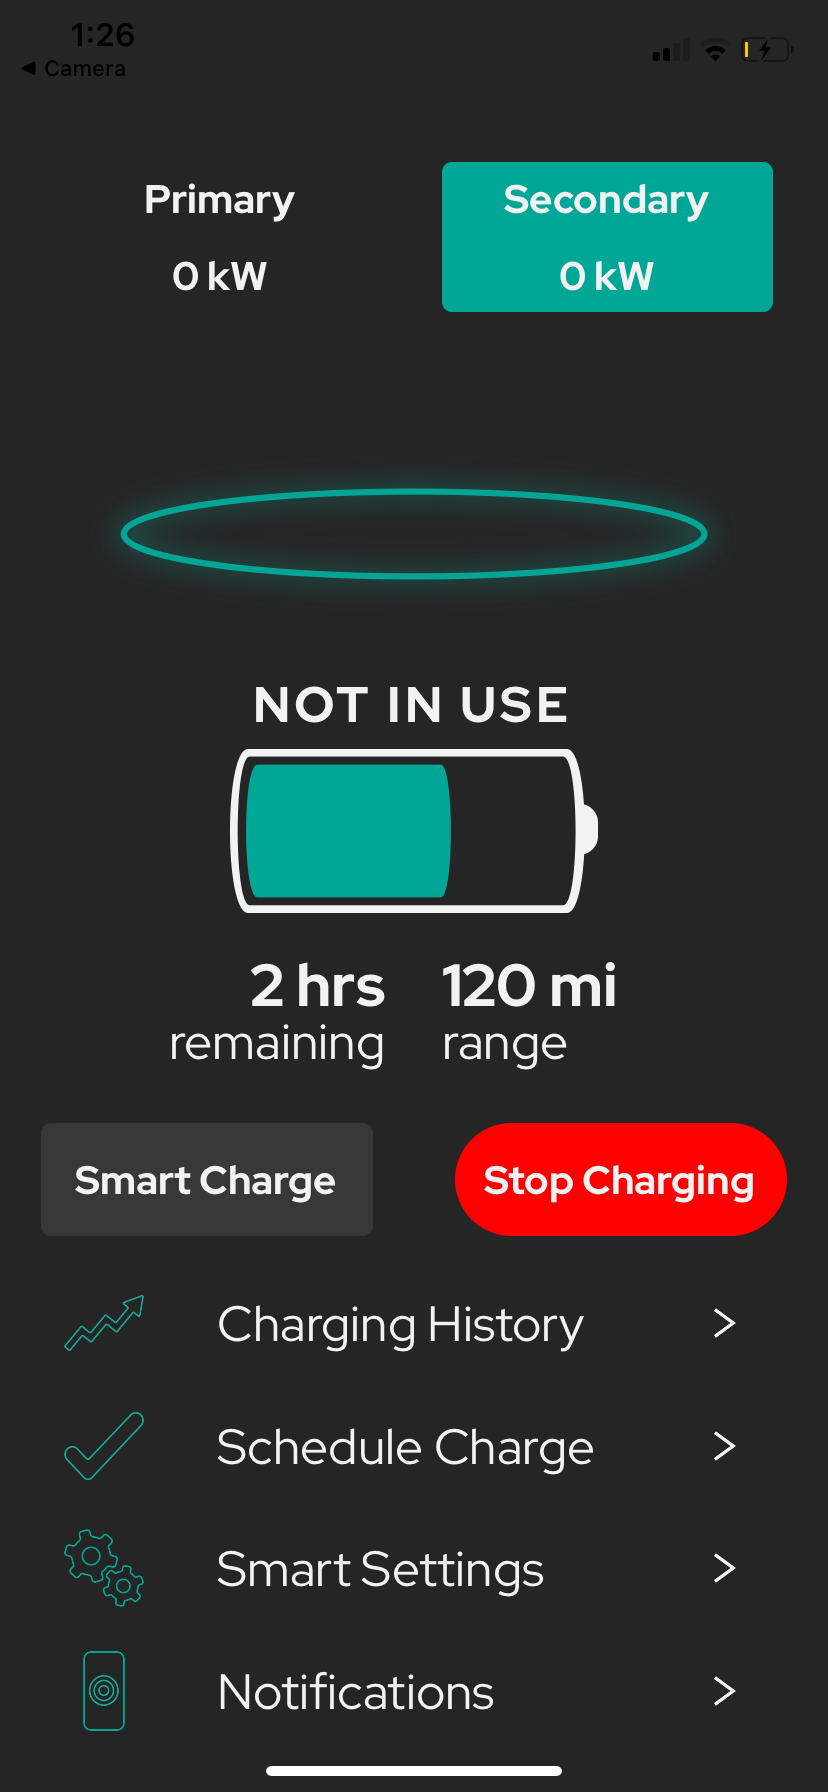 1:26
◀ Camera
Primary
Secondary
0 kW
0 kW
NOT IN USE
2 hrs
120 mi
remaining
range
Smart Charge
Stop Charging
Charging History
Schedule Charge
Smart Settings
Notifications